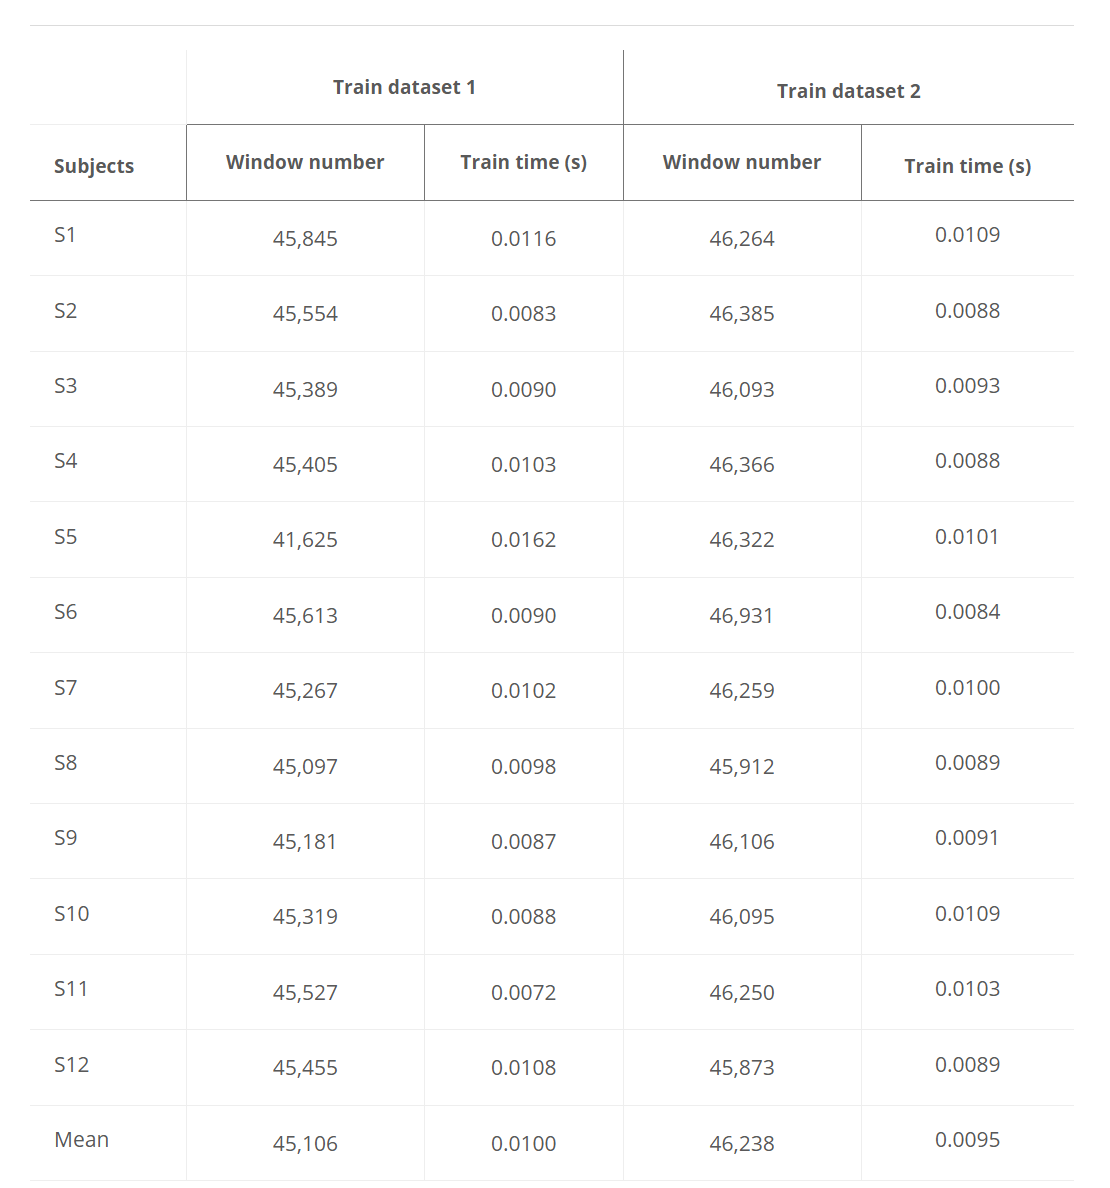 Train dataset 1 Train dataset 2
Subjects Window number Train time (s) Window number Train time (s)
S1 45,845 0.0116 46,264 0.0109
S2 45,554 0.0083 46,385 0.0088
S3 45,389 0.0090 46,093 0.0093
S4 45,405 0.0103 46,366 0.0088
S5 41,625 0.0162 46,322 0.0101
S6 45,613 0.0090 46,931 0.0084
S7 45,267 0.0102 46,259 0.0100
S8 45,097 0.0098 45,912 0.0089
S9 45,181 0.0087 46,106 0.0091
S10 45,319 0.0088 46,095 0.0109
S11 45,527 0.0072 46,250 0.0103
S12 45,455 0.0108 45,873 0.0089
Mean 45,106 0.0100 46,238 0.0095